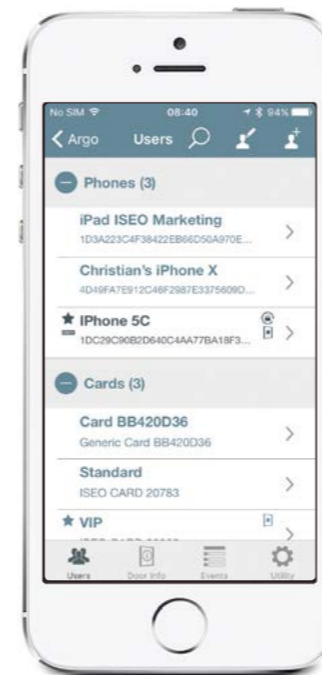 No SIM 08:40 94%
Argo Users
Phones (3)
iPad ISEO Marketing
1D3A223C4F38422EB66D50A970E...
Christian's iPhone X
4D49FA7E912C46F2987E3375609D...
IPhone 5C
1DC29C90B2D640C4AA77BA18F3...
Cards (3)
Card BB420D36
Generic Card BB420D36
Standard
ISEO CARD 20783
VIP
Users Door Info Events Utility